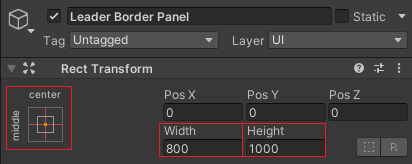 Leader Border Panel
Static
Tag Untagged Layer UI
Rect Transform
center
middle
Pos X Pos Y Pos Z
0 0 0
Width Height
800 1000
R